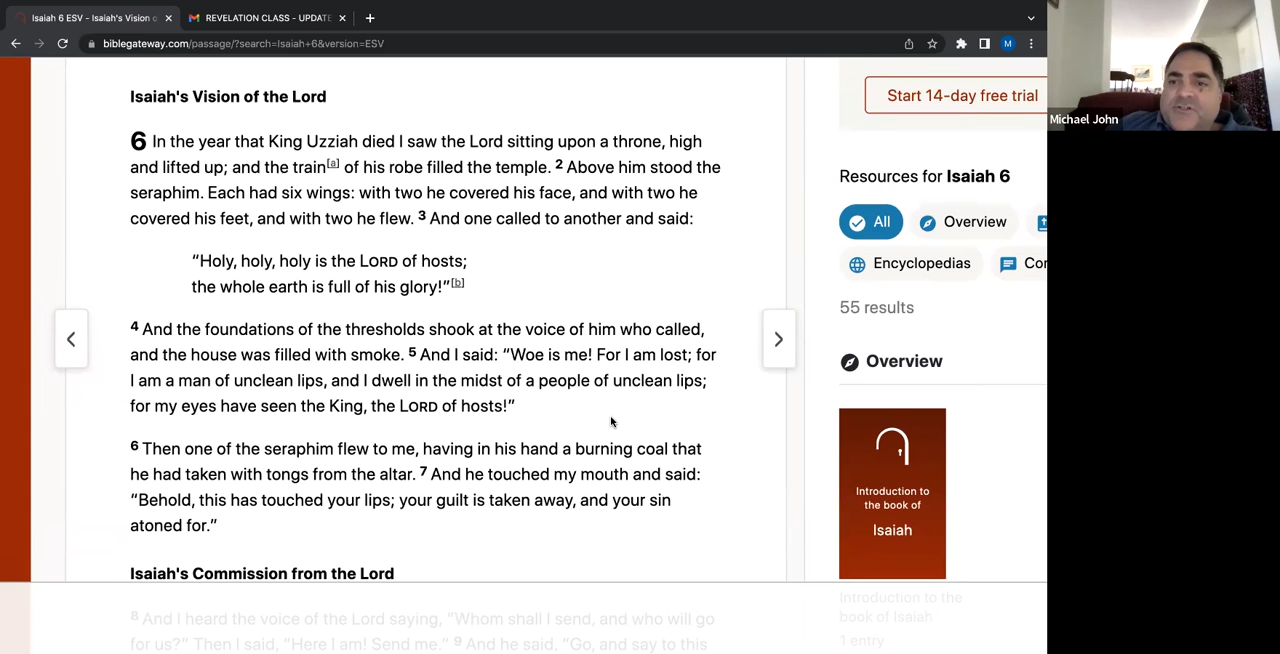 Isaiah 6 ESV - Isaiah's Vision o
REVELATION CLASS - UPDATE
biblegateway.com/passage/?search=Isaiah+6&version=ESV
M
Isaiah's Vision of the Lord
6 In the year that King Uzziah died I saw the Lord sitting upon a throne, high
and lifted up; and the train[a] of his robe filled the temple. 2 Above him stood the
seraphim. Each had six wings: with two he covered his face, and with two he
covered his feet, and with two he flew. 3 And one called to another and said:
“Holy, holy, holy is the LORD of hosts;
the whole earth is full of his glory!”[b]
4 And the foundations of the thresholds shook at the voice of him who called,
and the house was filled with smoke. 5 And I said: “Woe is me! For I am lost; for
I am a man of unclean lips, and I dwell in the midst of a people of unclean lips;
for my eyes have seen the King, the LORD of hosts!”
6 Then one of the seraphim flew to me, having in his hand a burning coal that
he had taken with tongs from the altar. 7 And he touched my mouth and said:
“Behold, this has touched your lips; your guilt is taken away, and your sin
atoned for.”
Isaiah's Commission from the Lord
8 And I heard the voice of the Lord saying, “Whom shall I send, and who will go
for us?” Then I said, “Here I am! Send me.” 9 And he said, “Go, and say to this
Start 14-day free trial
Resources for Isaiah 6
All
Overview
Encyclopedias
Cor
55 results
Overview
Introduction to
the book of
Isaiah
Introduction to the
book of Isaiah
1 entry
Michael John